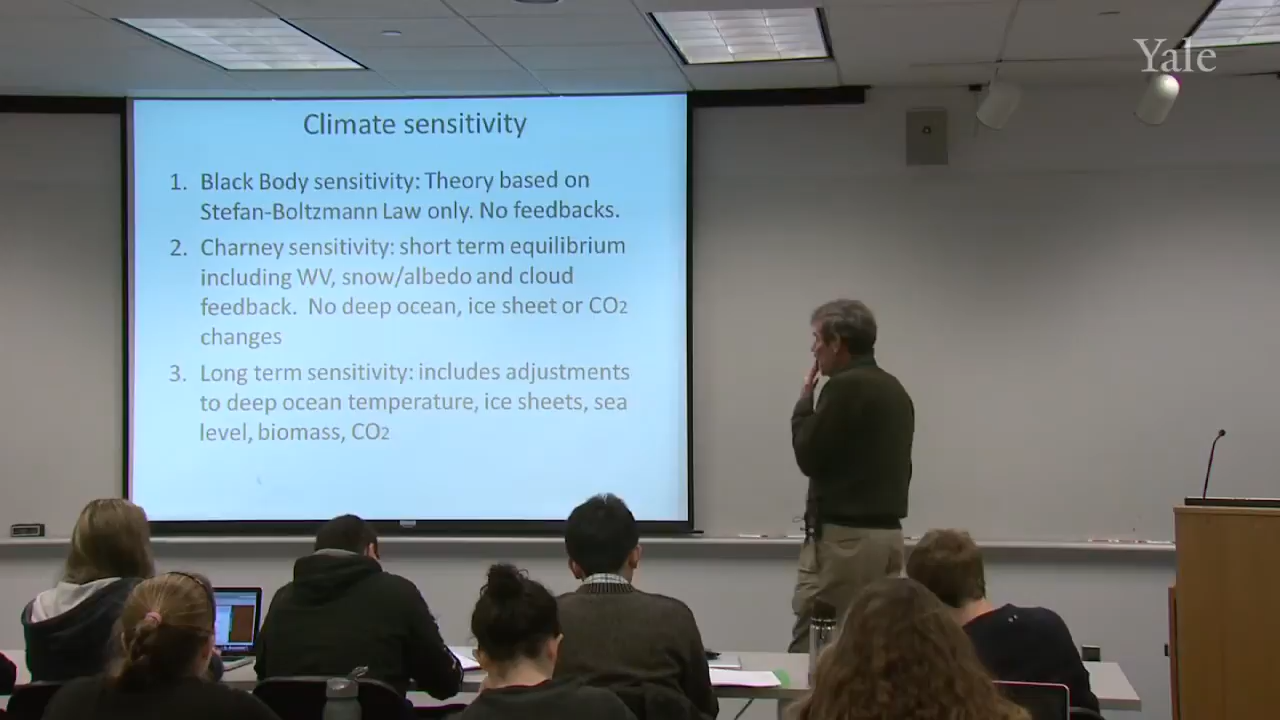 Yale
Climate sensitivity
1. Black Body sensitivity: Theory based on
Stefan-Boltzmann Law only. No feedbacks.
2. Charney sensitivity: short term equilibrium
including WV, snow/albedo and cloud
feedback. No deep ocean, ice sheet or CO2
changes
3. Long term sensitivity: includes adjustments
to deep ocean temperature, ice sheets, sea
level, biomass, CO2